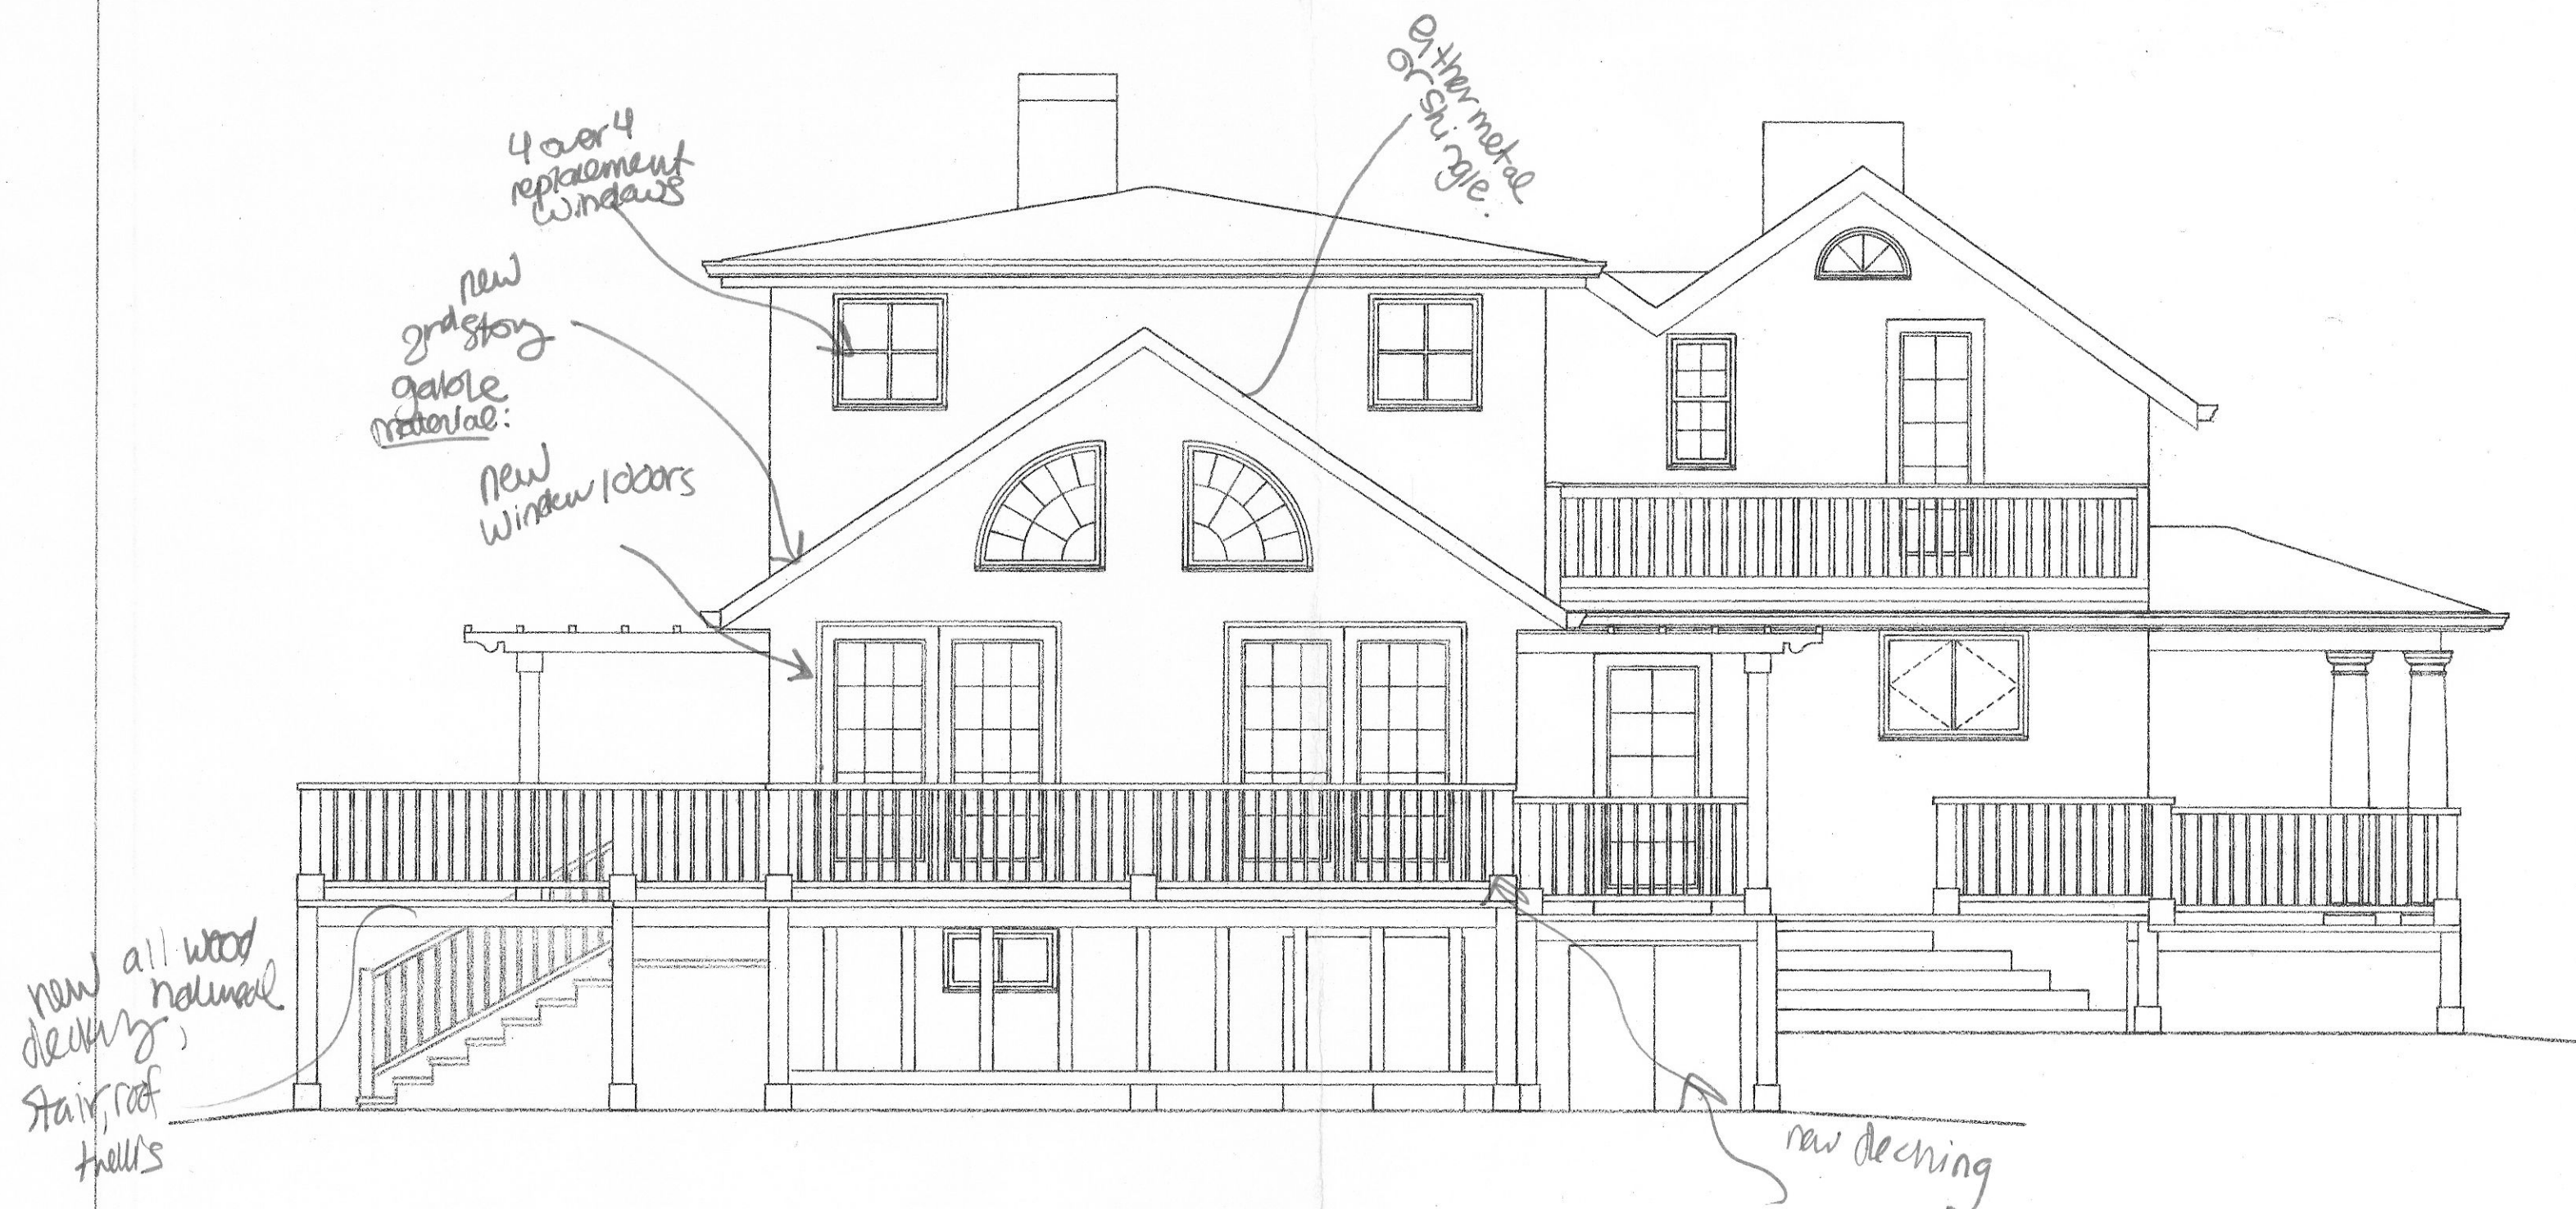 either metal
or shingle.
4 over 4
replacement
windows
new
2nd story
gable
material:
new
window/doors
new all wood
decking, natural
stair, roof
trellis
new decking